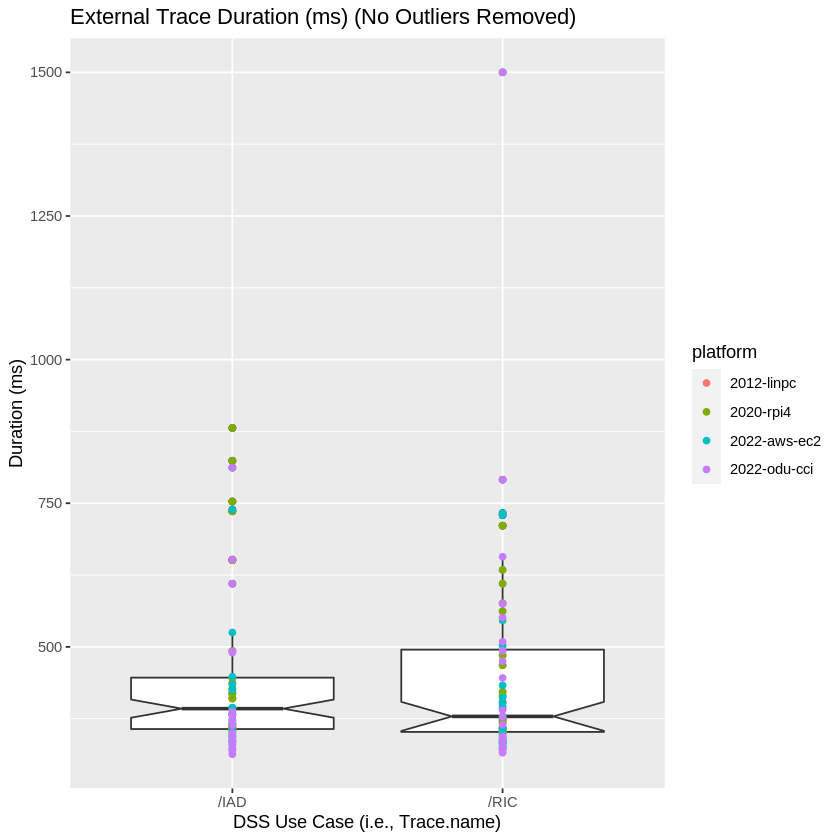 External Trace Duration (ms) (No Outliers Removed)
1500
1250
1000
750
500
Duration (ms)
/IAD
/RIC
DSS Use Case (i.e., Trace.name)
platform
2012-linpc
2020-rpi4
2022-aws-ec2
2022-odu-cci